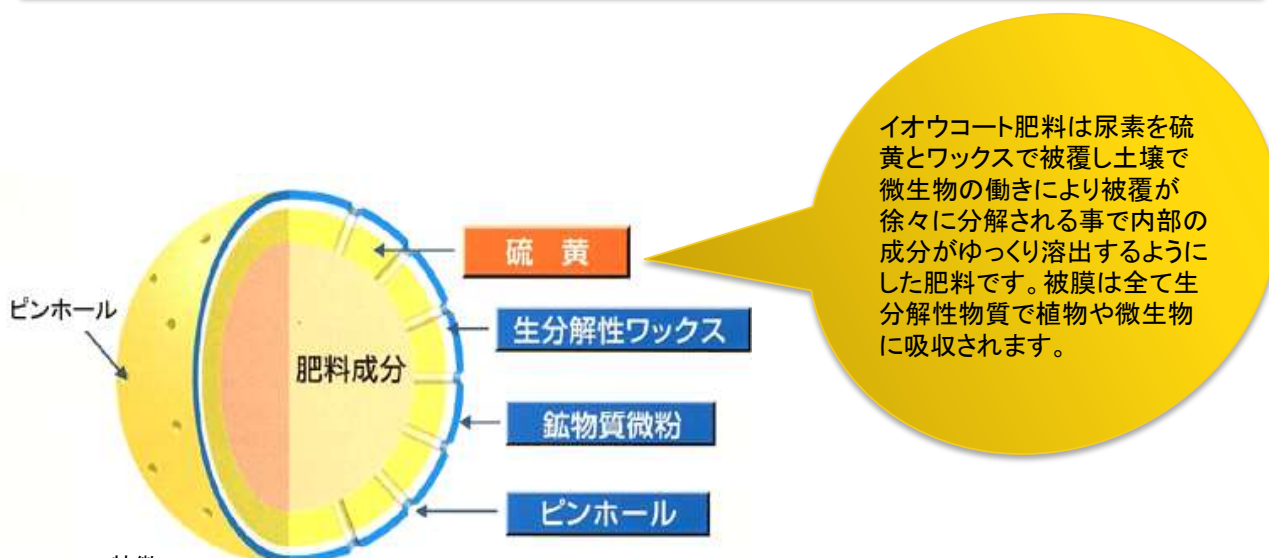 イオウコート肥料は尿素を硫
黄とワックスで被覆し土壌で
微生物の働きにより被覆が
徐々に分解される事で内部の
成分がゆっくり溶出するように
した肥料です。被膜は全て生
分解性物質で植物や微生物
に吸収されます。
硫 黄
ピンホール
生分解性ワックス
肥料成分
鉱物質微粉
ピンホール